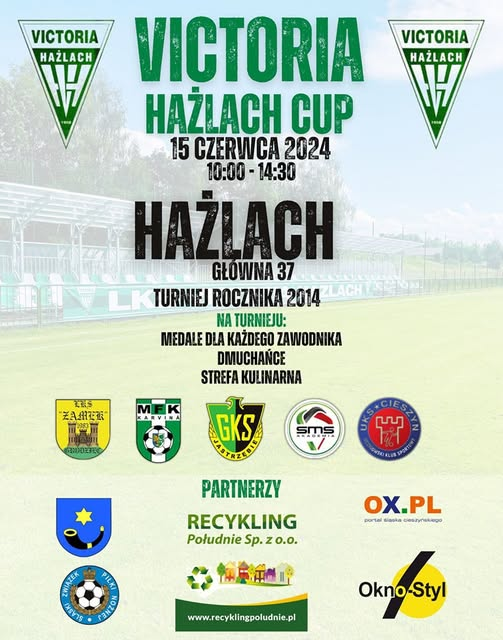 VICTORIA
HAŻLACH
VICTORIA
HAŻLACH CUP
15 CZERWCA 2024
10:00 - 14:30
VICTORIA
HAŻLACH
HAŻLACH
GŁÓWNA 37
TURNIEJ ROCZNIKA 2014
NA TURNIEJU:
MEDALE DLA KAŻDEGO ZAWODNIKA
DMUCHAŃCE
STREFA KULINARNA
LKS
"ZAMEK"
GRODZIEC
MFK
KARVINÁ
GKS
JASTRZĘBIE
SMS
AKADEMIA
UKS CIESZYN
KLUB SPORTOWY
PARTNERZY
RECYKLING
Południe Sp. z o.o.
www.recyklingpoludnie.pl
OX.PL
portal śląska cieszyńskiego
ŚLĄSKI ZWIĄZEK PIŁKI NOŻNEJ
Okno-Styl